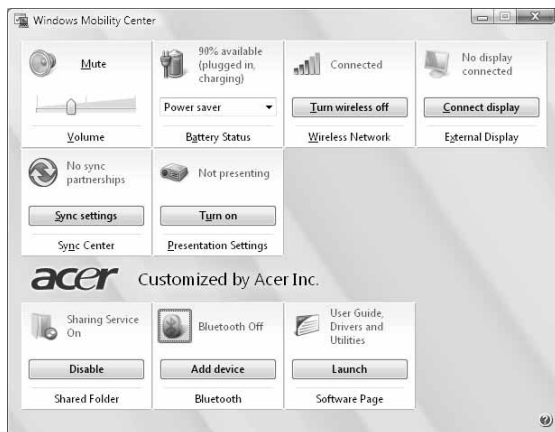 Windows Mobility Center
Mute
Volume
90% available
(plugged in,
charging)
Power saver
Battery Status
Connected
Turn wireless off
Wireless Network
No display
connected
Connect display
External Display
No sync
partnerships
Sync settings
Sync Center
Not presenting
Turn on
Presentation Settings
acer Customized by Acer Inc.
Sharing Service
On
Disable
Shared Folder
Bluetooth Off
Add device
Bluetooth
User Guide,
Drivers and
Utilities
Launch
Software Page